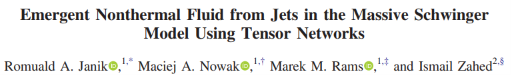 Emergent Nonthermal Fluid from Jets in the Massive Schwinger
Model Using Tensor Networks
Romuald A. Janik,¹,* Maciej A. Nowak,¹,† Marek M. Rams,¹,‡ and Ismail Zahed²,§